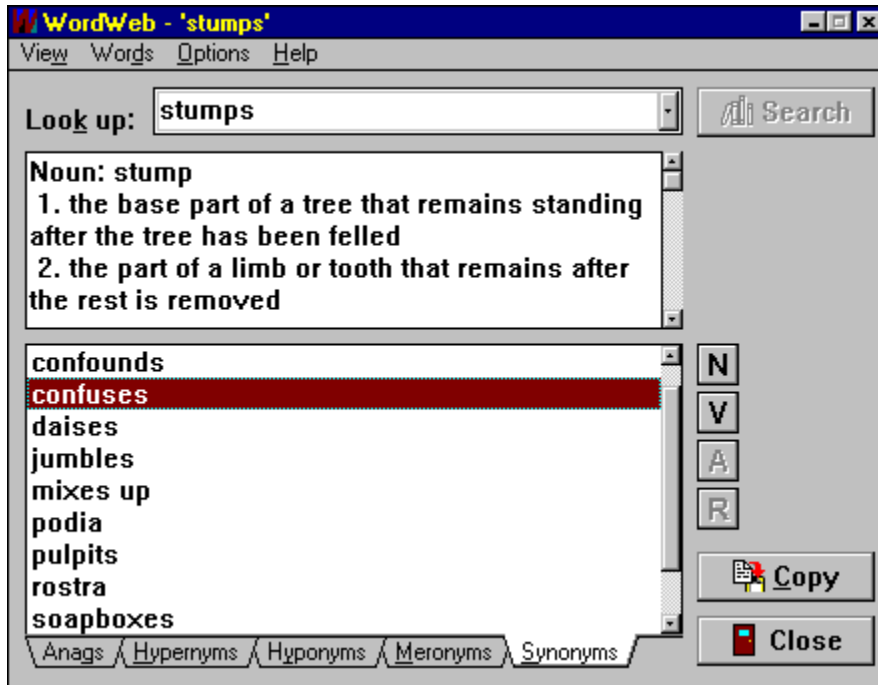 WordWeb - 'stumps'
View Words Options Help
Look up: stumps Search
Noun: stump
1. the base part of a tree that remains standing
after the tree has been felled
2. the part of a limb or tooth that remains after
the rest is removed
confounds
confuses
daises
jumbles
mixes up
podia
pulpits
rostra
soapboxes
N
V
A
R
Copy
Close
Anags Hypernyms Hyponyms Meronyms Synonyms